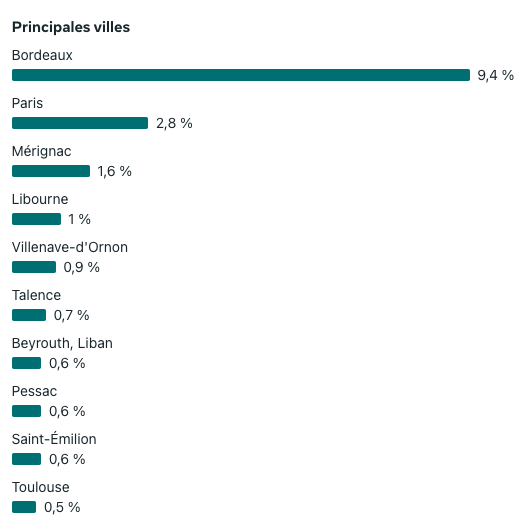 Principales villes
Bordeaux
9,4 %
Paris
2,8 %
Mérignac
1,6 %
Libourne
1 %
Villenave-d'Ornon
0,9 %
Talence
0,7 %
Beyrouth, Liban
0,6 %
Pessac
0,6 %
Saint-Émilion
0,6 %
Toulouse
0,5 %